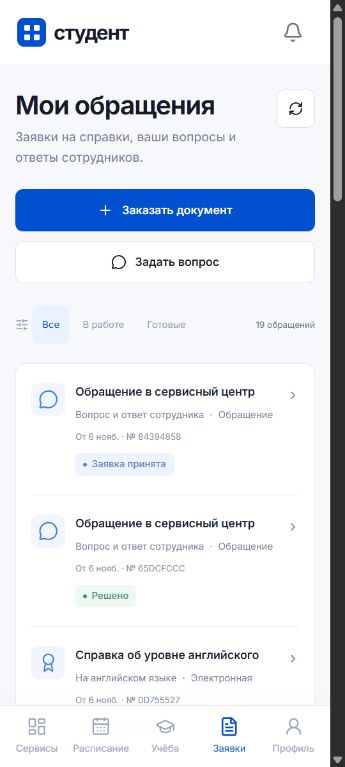 студент
Мои обращения
Заявки на справки, ваши вопросы и
ответы сотрудников.
Заказать документ
Задать вопрос
Все В работе Готовые 19 обращений
Обращение в сервисный центр
Вопрос и ответ сотрудника · Обращение
От 6 нояб. · № 84394858
Заявка принята
Обращение в сервисный центр
Вопрос и ответ сотрудника · Обращение
От 6 нояб. · № 65DCFCCC
Решено
Справка об уровне английского
На английском языке · Электронная
От 6 нояб. · № 0D755527
Сервисы Расписание Учёба Заявки Профиль